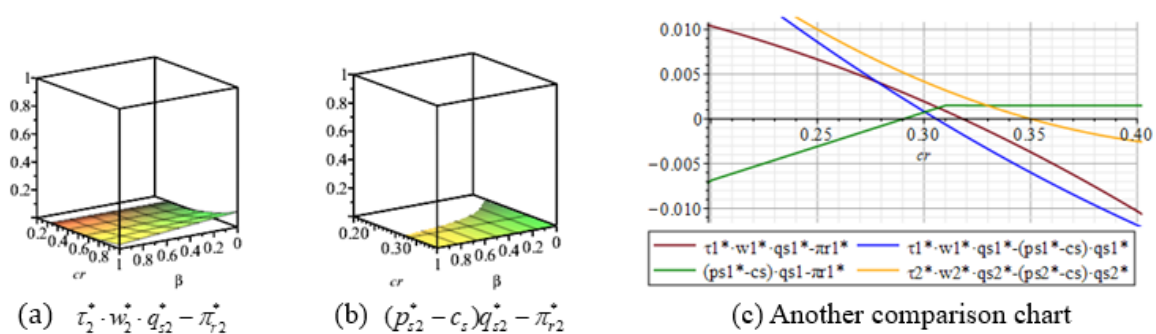 1
0.8
0.6
0.4
0.2
0.2 0.4 0.6 0.8 1
0.8 0.6 0.4 0.2 0
cr
β
(a) τ₂*·w₂*·qₛ₂*−πᵣ₂*
1
0.8
0.6
0.4
0.2
0.20 0.30 1
0.8 0.6 0.4 0.2 0
cr
β
(b) (pₛ₂*−cₛ)qₛ₂*−πᵣ₂*
0.010
0.005
0
−0.005
−0.010
0.25 0.30 0.35 0.40
cr
τ1*·w1*·qs1*-πr1*
τ1*·w1*·qs1*-(ps1*-cs)·qs1*
(ps1*-cs)·qs1-πr1*
τ2*·w2*·qs2*-(ps2*-cs)·qs2*
(c) Another comparison chart